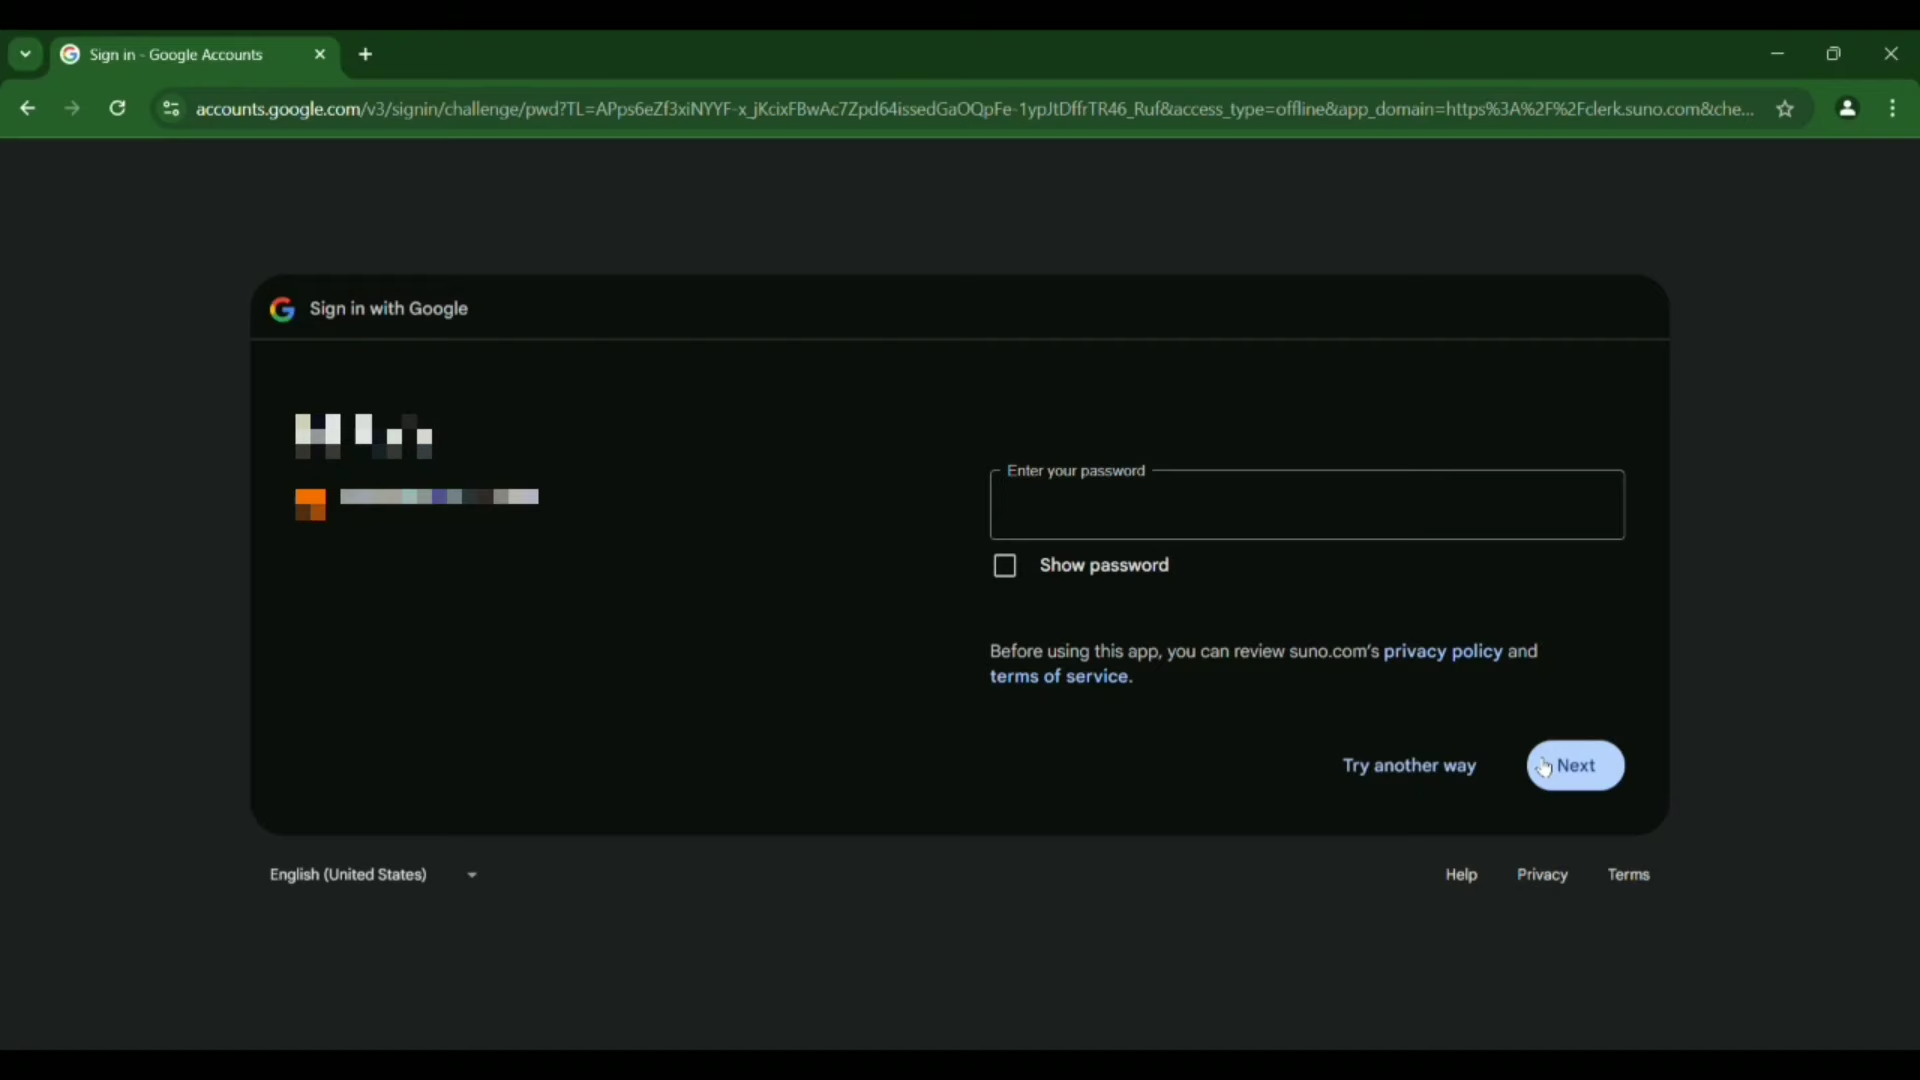 Sign in - Google Accounts
accounts.google.com/v3/signin/challenge/pwd?TL=APps6eZf3xiNYYF-x_jKcixFBwAc7Zpd64issedGaOQpFe-1ypJtDffrTR46_Ruf&access_type=offline&app_domain=https%3A%2F%2Fclerk.suno.com&che...
Sign in with Google
Enter your password
Show password
Before using this app, you can review suno.com's privacy policy and
terms of service.
Try another way
Next
English (United States)
Help Privacy Terms